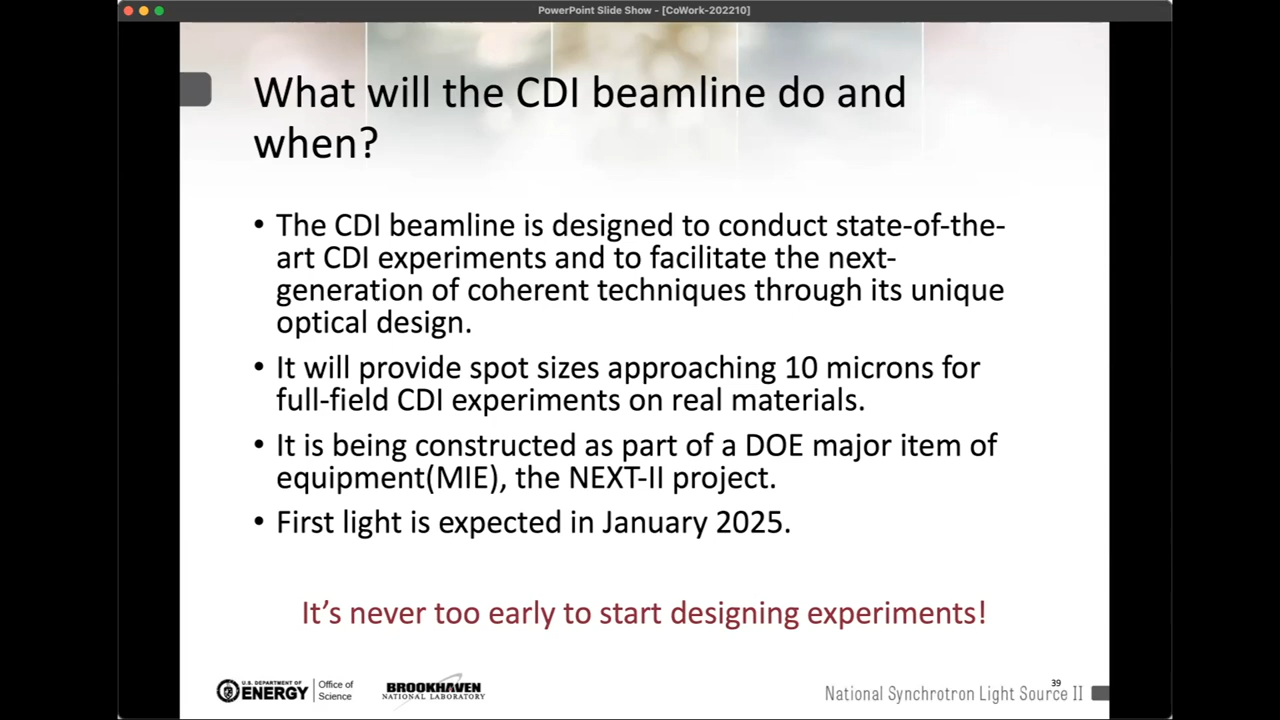 PowerPoint Slide Show - [CoWork-202210]
What will the CDI beamline do and
when?
• The CDI beamline is designed to conduct state-of-the-
art CDI experiments and to facilitate the next-
generation of coherent techniques through its unique
optical design.
• It will provide spot sizes approaching 10 microns for
full-field CDI experiments on real materials.
• It is being constructed as part of a DOE major item of
equipment(MIE), the NEXT-II project.
• First light is expected in January 2025.
It’s never too early to start designing experiments!
U.S. DEPARTMENT OF
ENERGY
Office of
Science
BROOKHAVEN
NATIONAL LABORATORY
39
National Synchrotron Light Source II